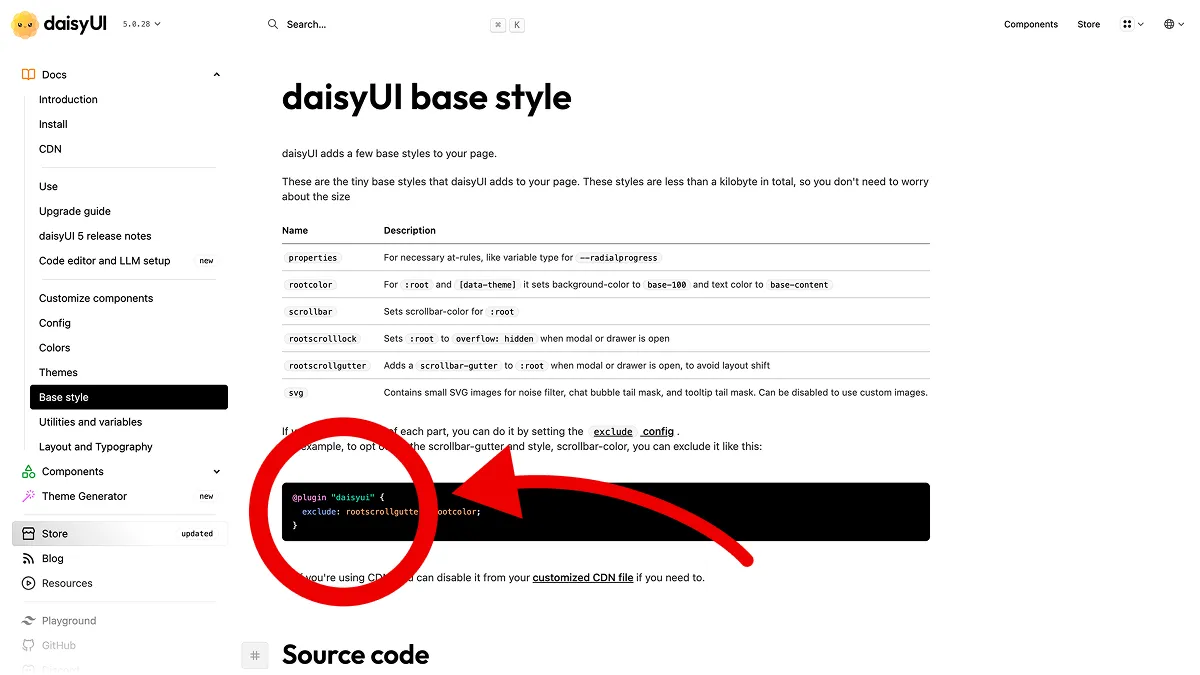 daisyUI 5.0.28
Search... ⌘ K
Components Store
Docs
Introduction
Install
CDN
Use
Upgrade guide
daisyUI 5 release notes
Code editor and LLM setup new
Customize components
Config
Colors
Themes
Base style
Utilities and variables
Layout and Typography
Components
Theme Generator new
Store updated
Blog
Resources
Playground
GitHub
Discord
daisyUI base style
daisyUI adds a few base styles to your page.
These are the tiny base styles that daisyUI adds to your page. These styles are less than a kilobyte in total, so you don't need to worry
about the size
Name Description
properties For necessary at-rules, like variable type for --radialprogress
rootcolor For :root and [data-theme] it sets background-color to base-100 and text color to base-content
scrollbar Sets scrollbar-color for :root
rootscrolllock Sets :root to overflow: hidden when modal or drawer is open
rootscrollgutter Adds a scrollbar-gutter to :root when modal or drawer is open, to avoid layout shift
svg Contains small SVG images for noise filter, chat bubble tail mask, and tooltip tail mask. Can be disabled to use custom images.
If of each part, you can do it by setting the exclude config .
example, to opt the scrollbar-gutter and style, scrollbar-color, you can exclude it like this:
@plugin "daisyui" {
exclude: rootscrollgutter rootcolor;
}
you're using CDN can disable it from your customized CDN file if you need to.
# Source code